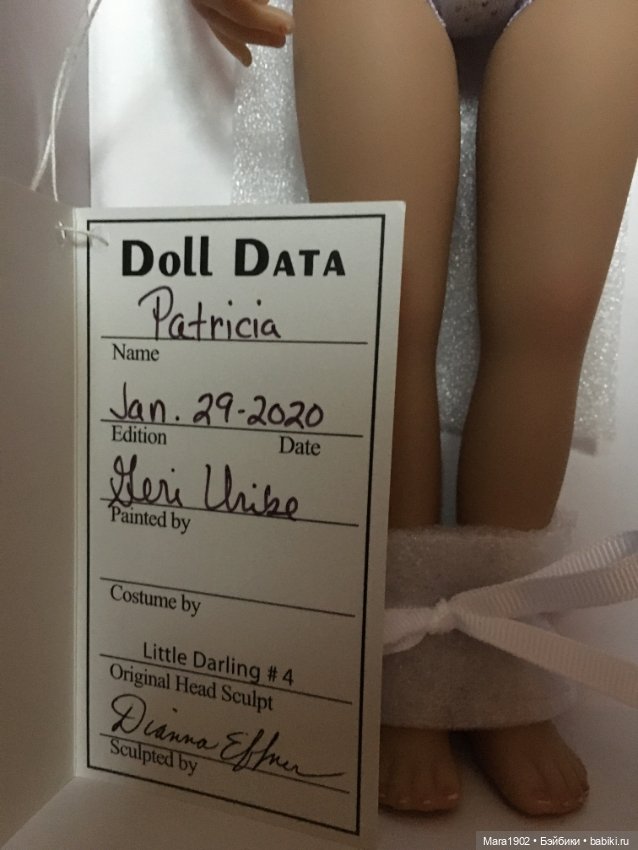 Doll Data
Patricia
Name
Jan. 29-2020
Edition Date
Geri Uribe
Painted by
Costume by
Little Darling # 4
Original Head Sculpt
Dianna Effner
Sculpted by
Mara1902 • Бэйбики • babiki.ru